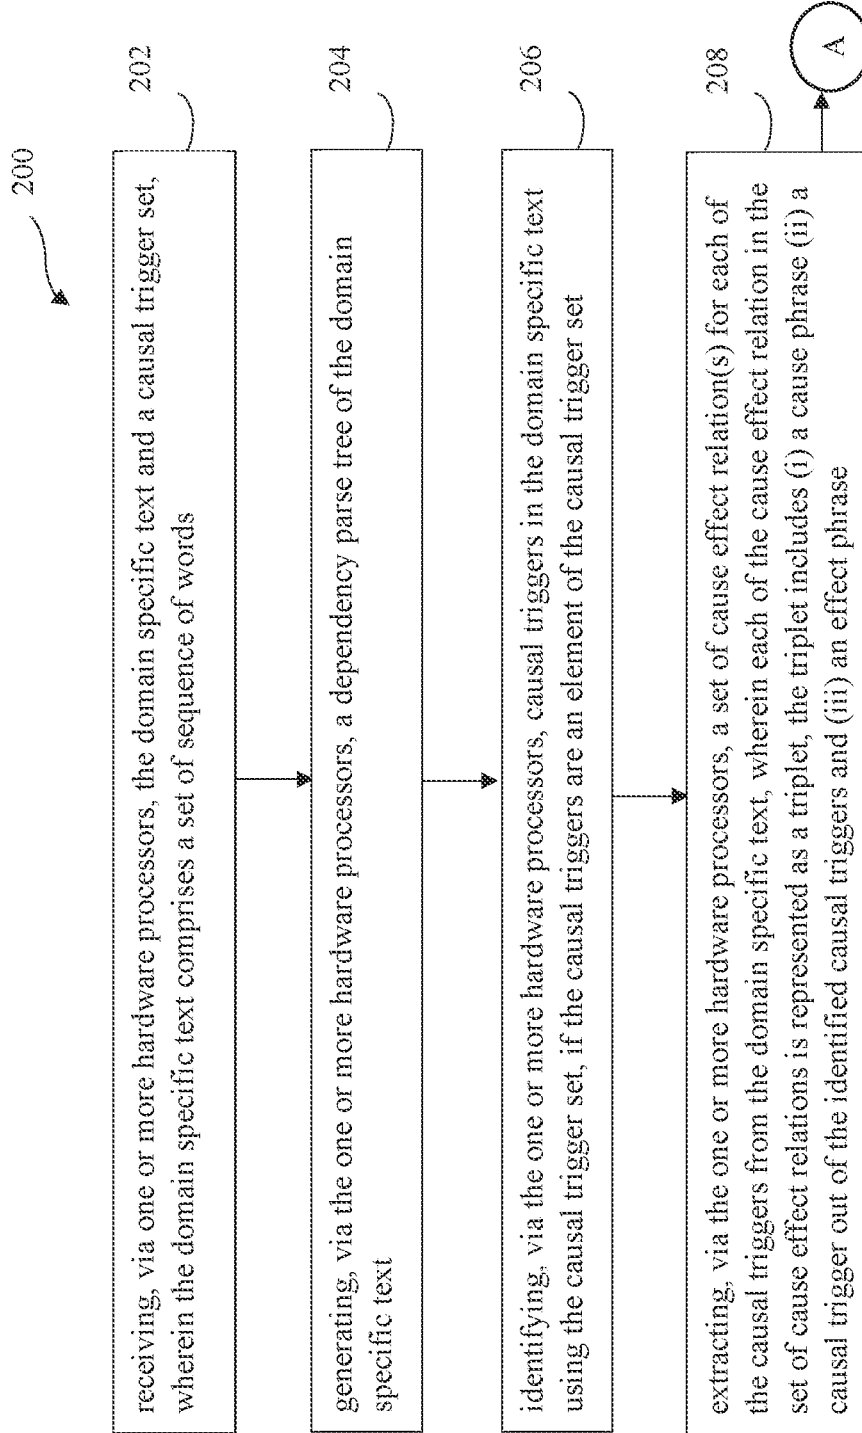 200
202
receiving, via one or more hardware processors, the domain specific text and a causal trigger set,
wherein the domain specific text comprises a set of sequence of words
204
generating, via the one or more hardware processors, a dependency parse tree of the domain
specific text
206
identifying, via the one or more hardware processors, causal triggers in the domain specific text
using the causal trigger set, if the causal triggers are an element of the causal trigger set
208
extracting, via the one or more hardware processors, a set of cause effect relation(s) for each of
the causal triggers from the domain specific text, wherein each of the cause effect relation in the
set of cause effect relations is represented as a triplet, the triplet includes (i) a cause phrase (ii) a
causal trigger out of the identified causal triggers and (iii) an effect phrase
A